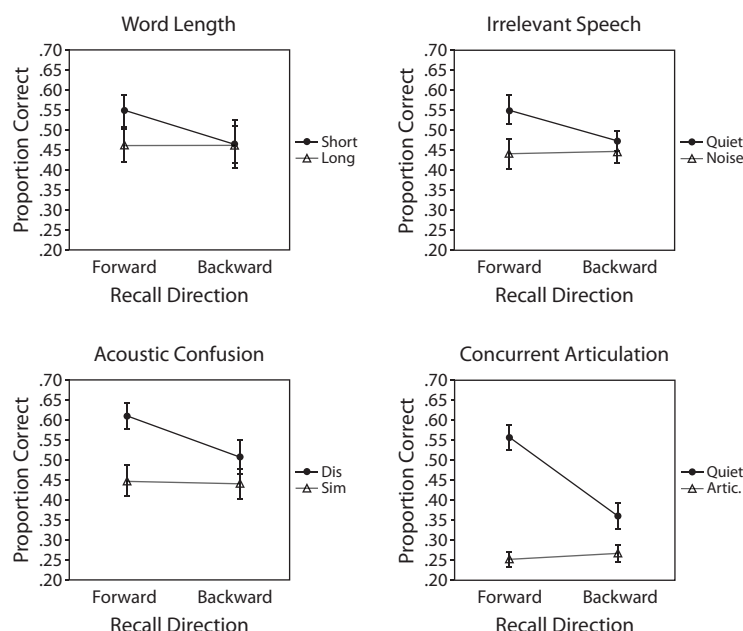 Word Length
.70
.65
.60
.55
.50
.45
.40
.35
.30
.25
.20
Proportion Correct
Short
Long
Forward Backward
Recall Direction
Irrelevant Speech
.70
.65
.60
.55
.50
.45
.40
.35
.30
.25
.20
Proportion Correct
Quiet
Noise
Forward Backward
Recall Direction
Acoustic Confusion
.70
.65
.60
.55
.50
.45
.40
.35
.30
.25
.20
Proportion Correct
Dis
Sim
Forward Backward
Recall Direction
Concurrent Articulation
.70
.65
.60
.55
.50
.45
.40
.35
.30
.25
.20
Proportion Correct
Quiet
Artic.
Forward Backward
Recall Direction